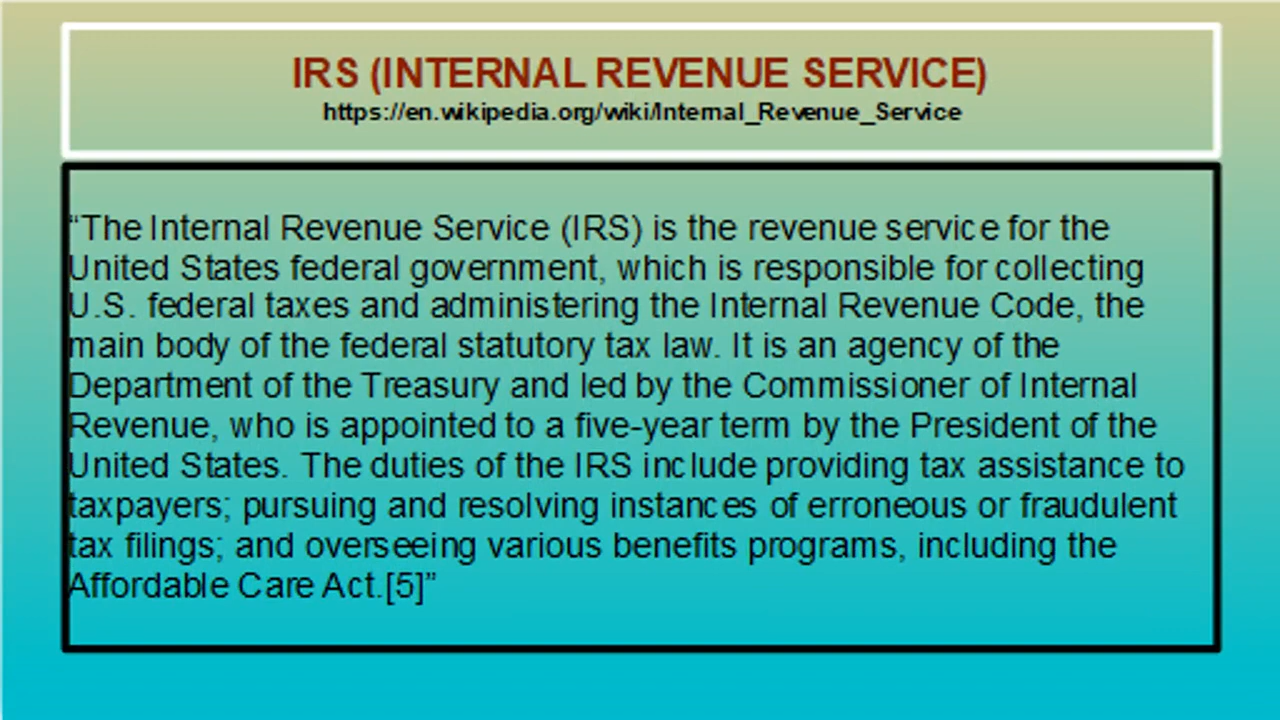 IRS (INTERNAL REVENUE SERVICE)
https://en.wikipedia.org/wiki/Internal_Revenue_Service
“The Internal Revenue Service (IRS) is the revenue service for the
United States federal government, which is responsible for collecting
U.S. federal taxes and administering the Internal Revenue Code, the
main body of the federal statutory tax law. It is an agency of the
Department of the Treasury and led by the Commissioner of Internal
Revenue, who is appointed to a five-year term by the President of the
United States. The duties of the IRS include providing tax assistance to
taxpayers; pursuing and resolving instances of erroneous or fraudulent
tax filings; and overseeing various benefits programs, including the
Affordable Care Act.[5]”